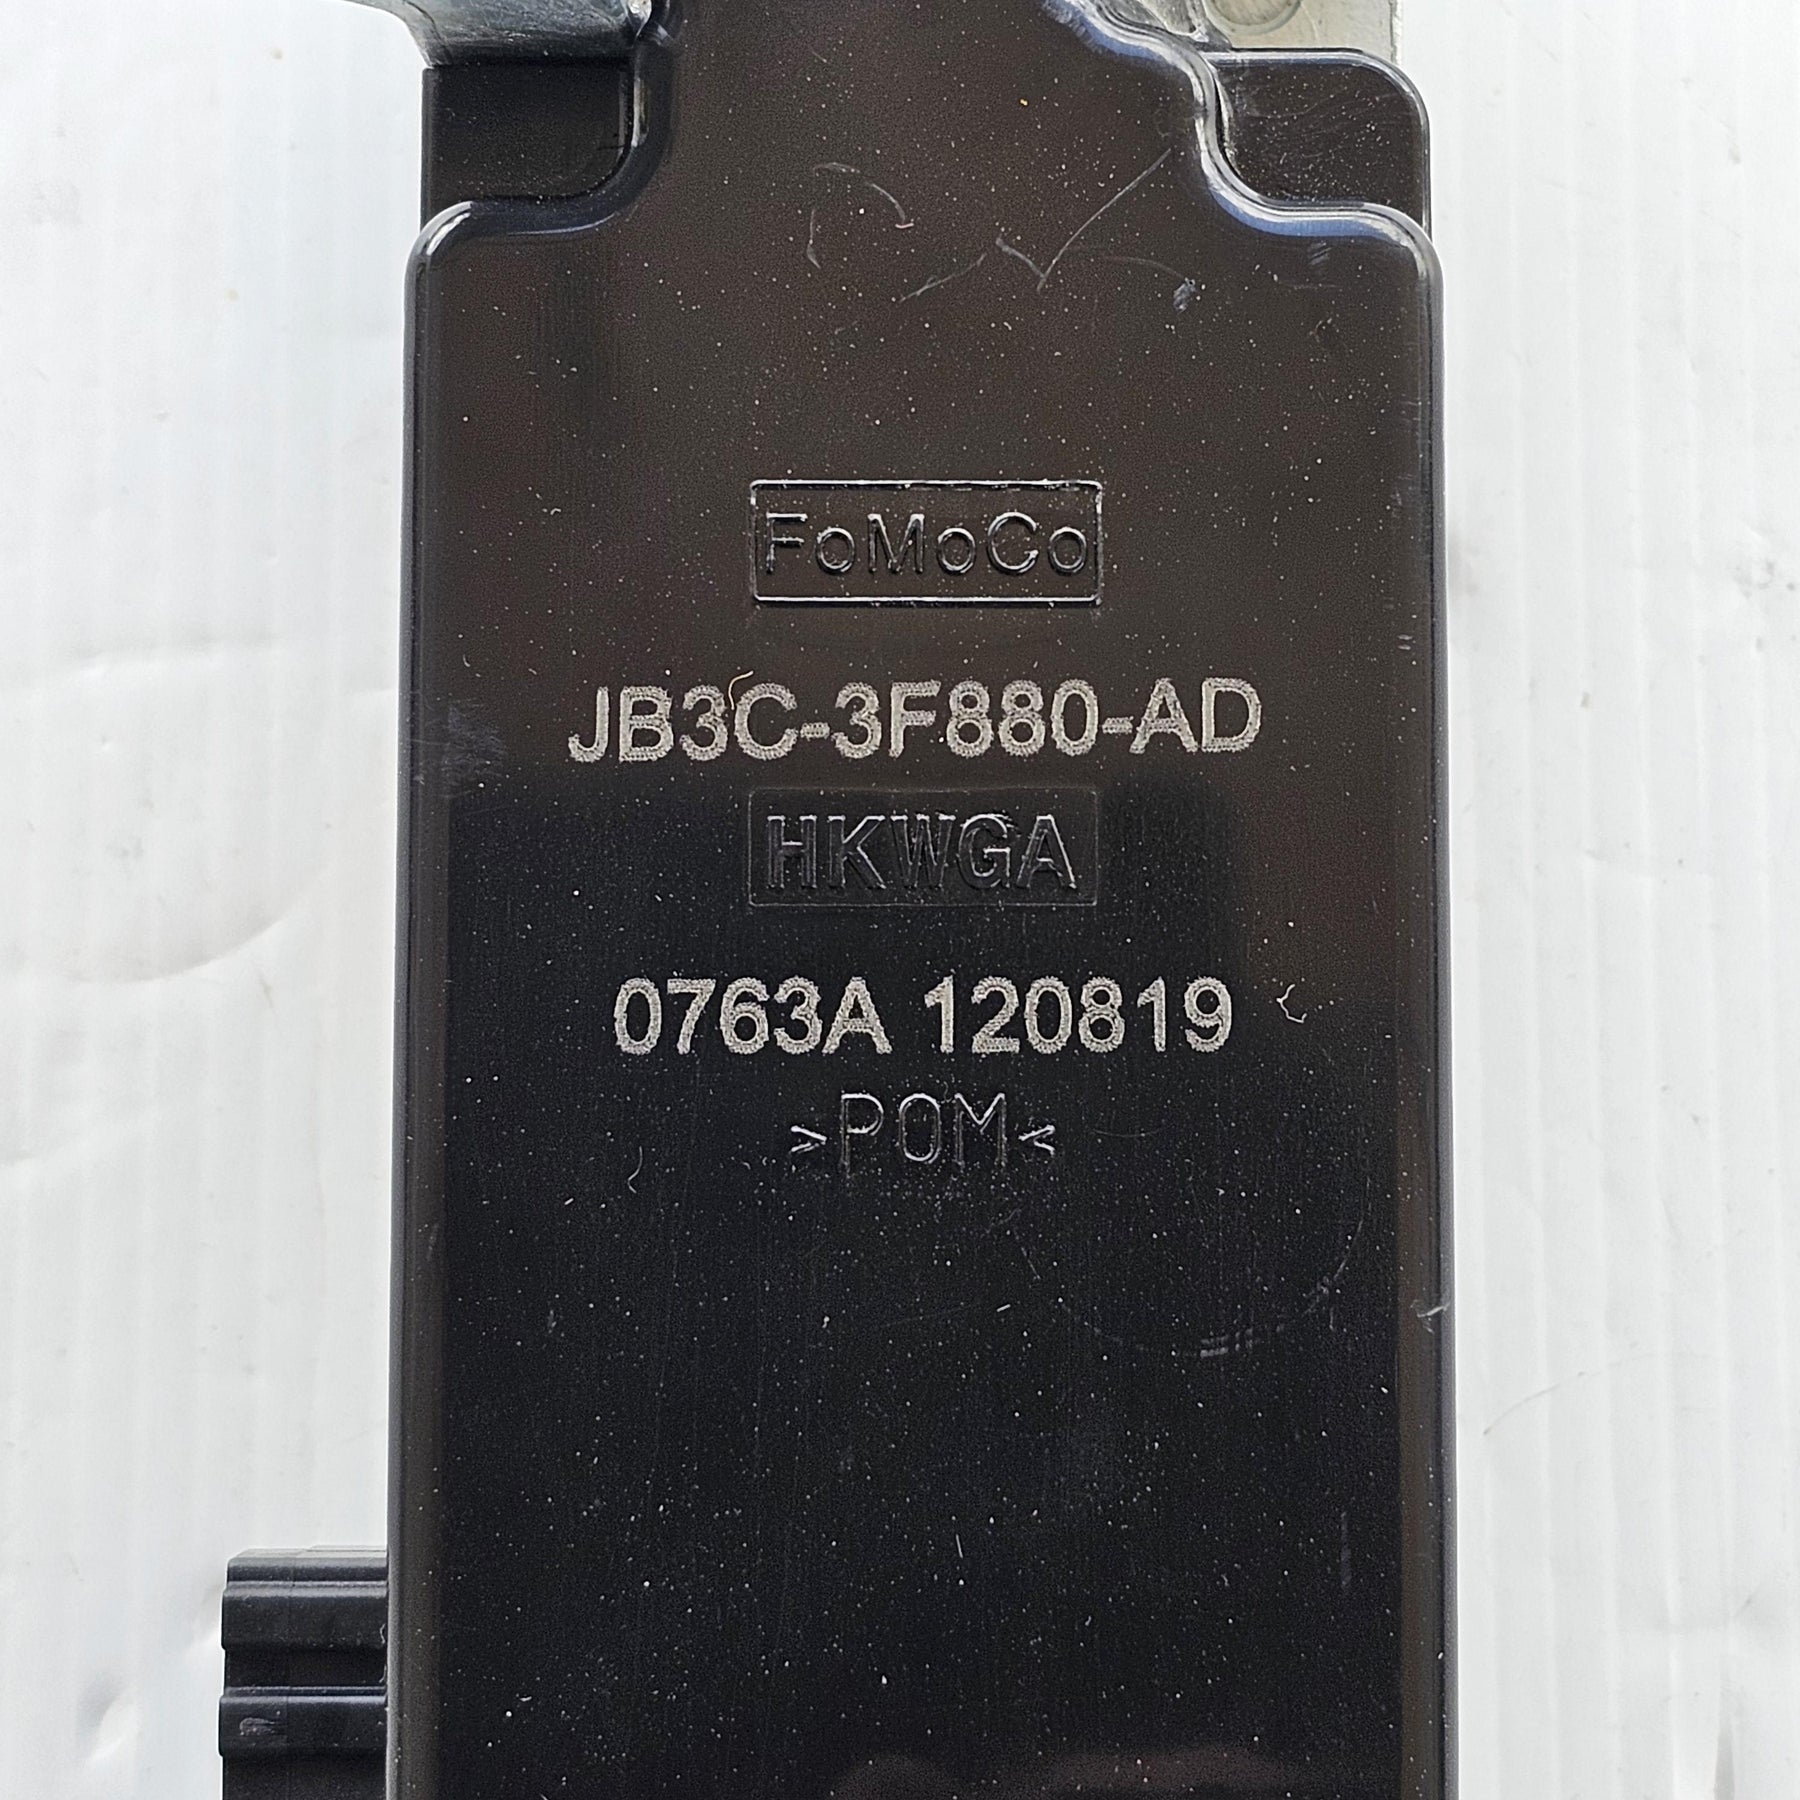 FoMoCo
JB3C-3F880-AD
HKWGA
0763A 120819
>POM<